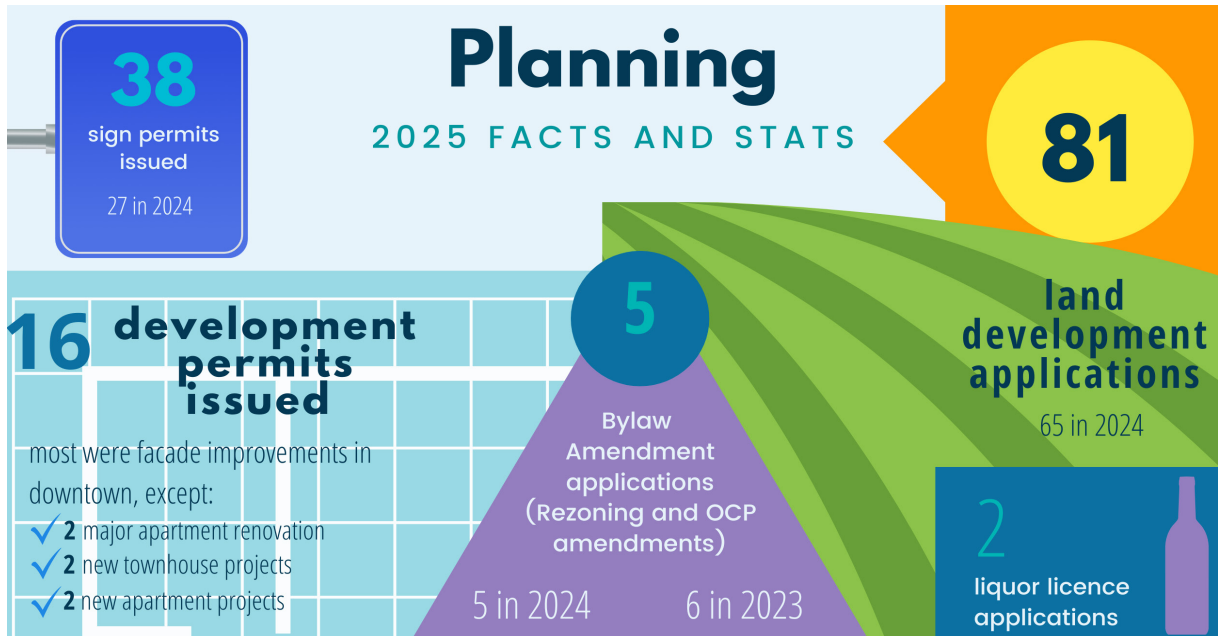 Planning
2025 FACTS AND STATS
38
sign permits
issued
27 in 2024
81
land
development
applications
65 in 2024
16
development
permits
issued
most were facade improvements in
downtown, except:
2 major apartment renovation
2 new townhouse projects
2 new apartment projects
5
Bylaw
Amendment
applications
(Rezoning and OCP
amendments)
5 in 2024
6 in 2023
2
liquor licence
applications